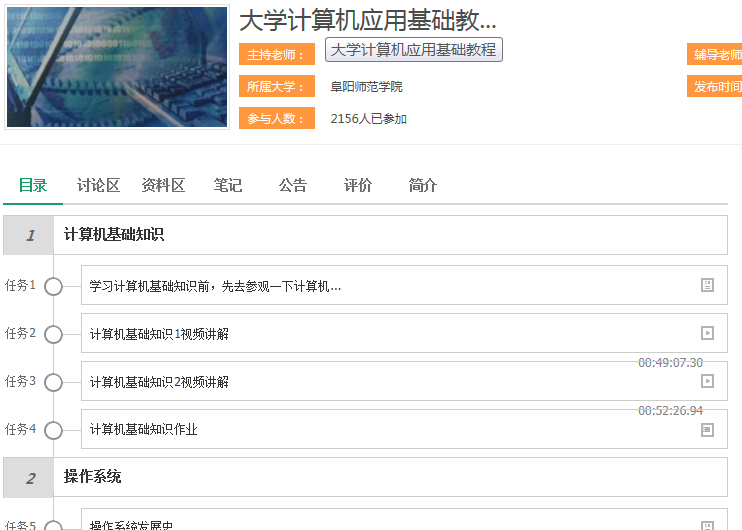 大学计算机应用基础教...
主持老师：
大学计算机应用基础教程
辅导老师
所属大学：
阜阳师范学院
发布时间
参与人数：
2156人已参加
目录 讨论区 资料区 笔记 公告 评价 简介
1 计算机基础知识
任务1 学习计算机基础知识前，先去参观一下计算机...
任务2 计算机基础知识1视频讲解
00:49:07.30
任务3 计算机基础知识2视频讲解
00:52:26.94
任务4 计算机基础知识作业
2 操作系统
任务5 操作系统发展史